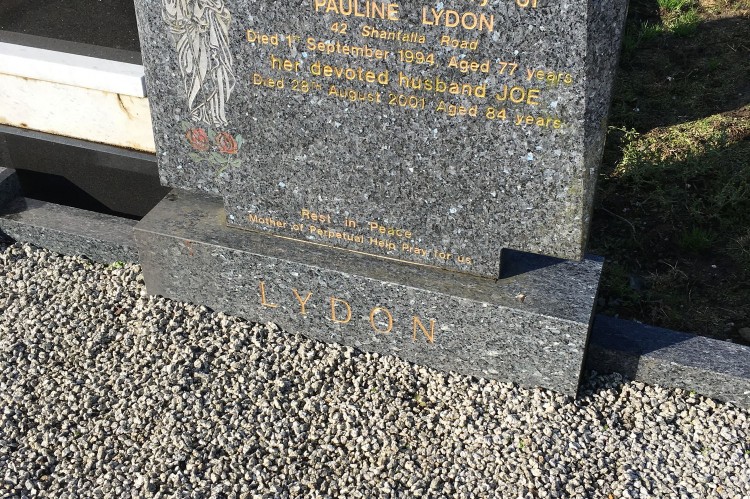 PAULINE LYDON
42 Shantalla Road
Died 1st September 1994 Aged 77 years
her devoted husband JOE
Died 29th August 2001 Aged 84 years
Rest in Peace
Mother of Perpetual Help Pray for us
LYDON